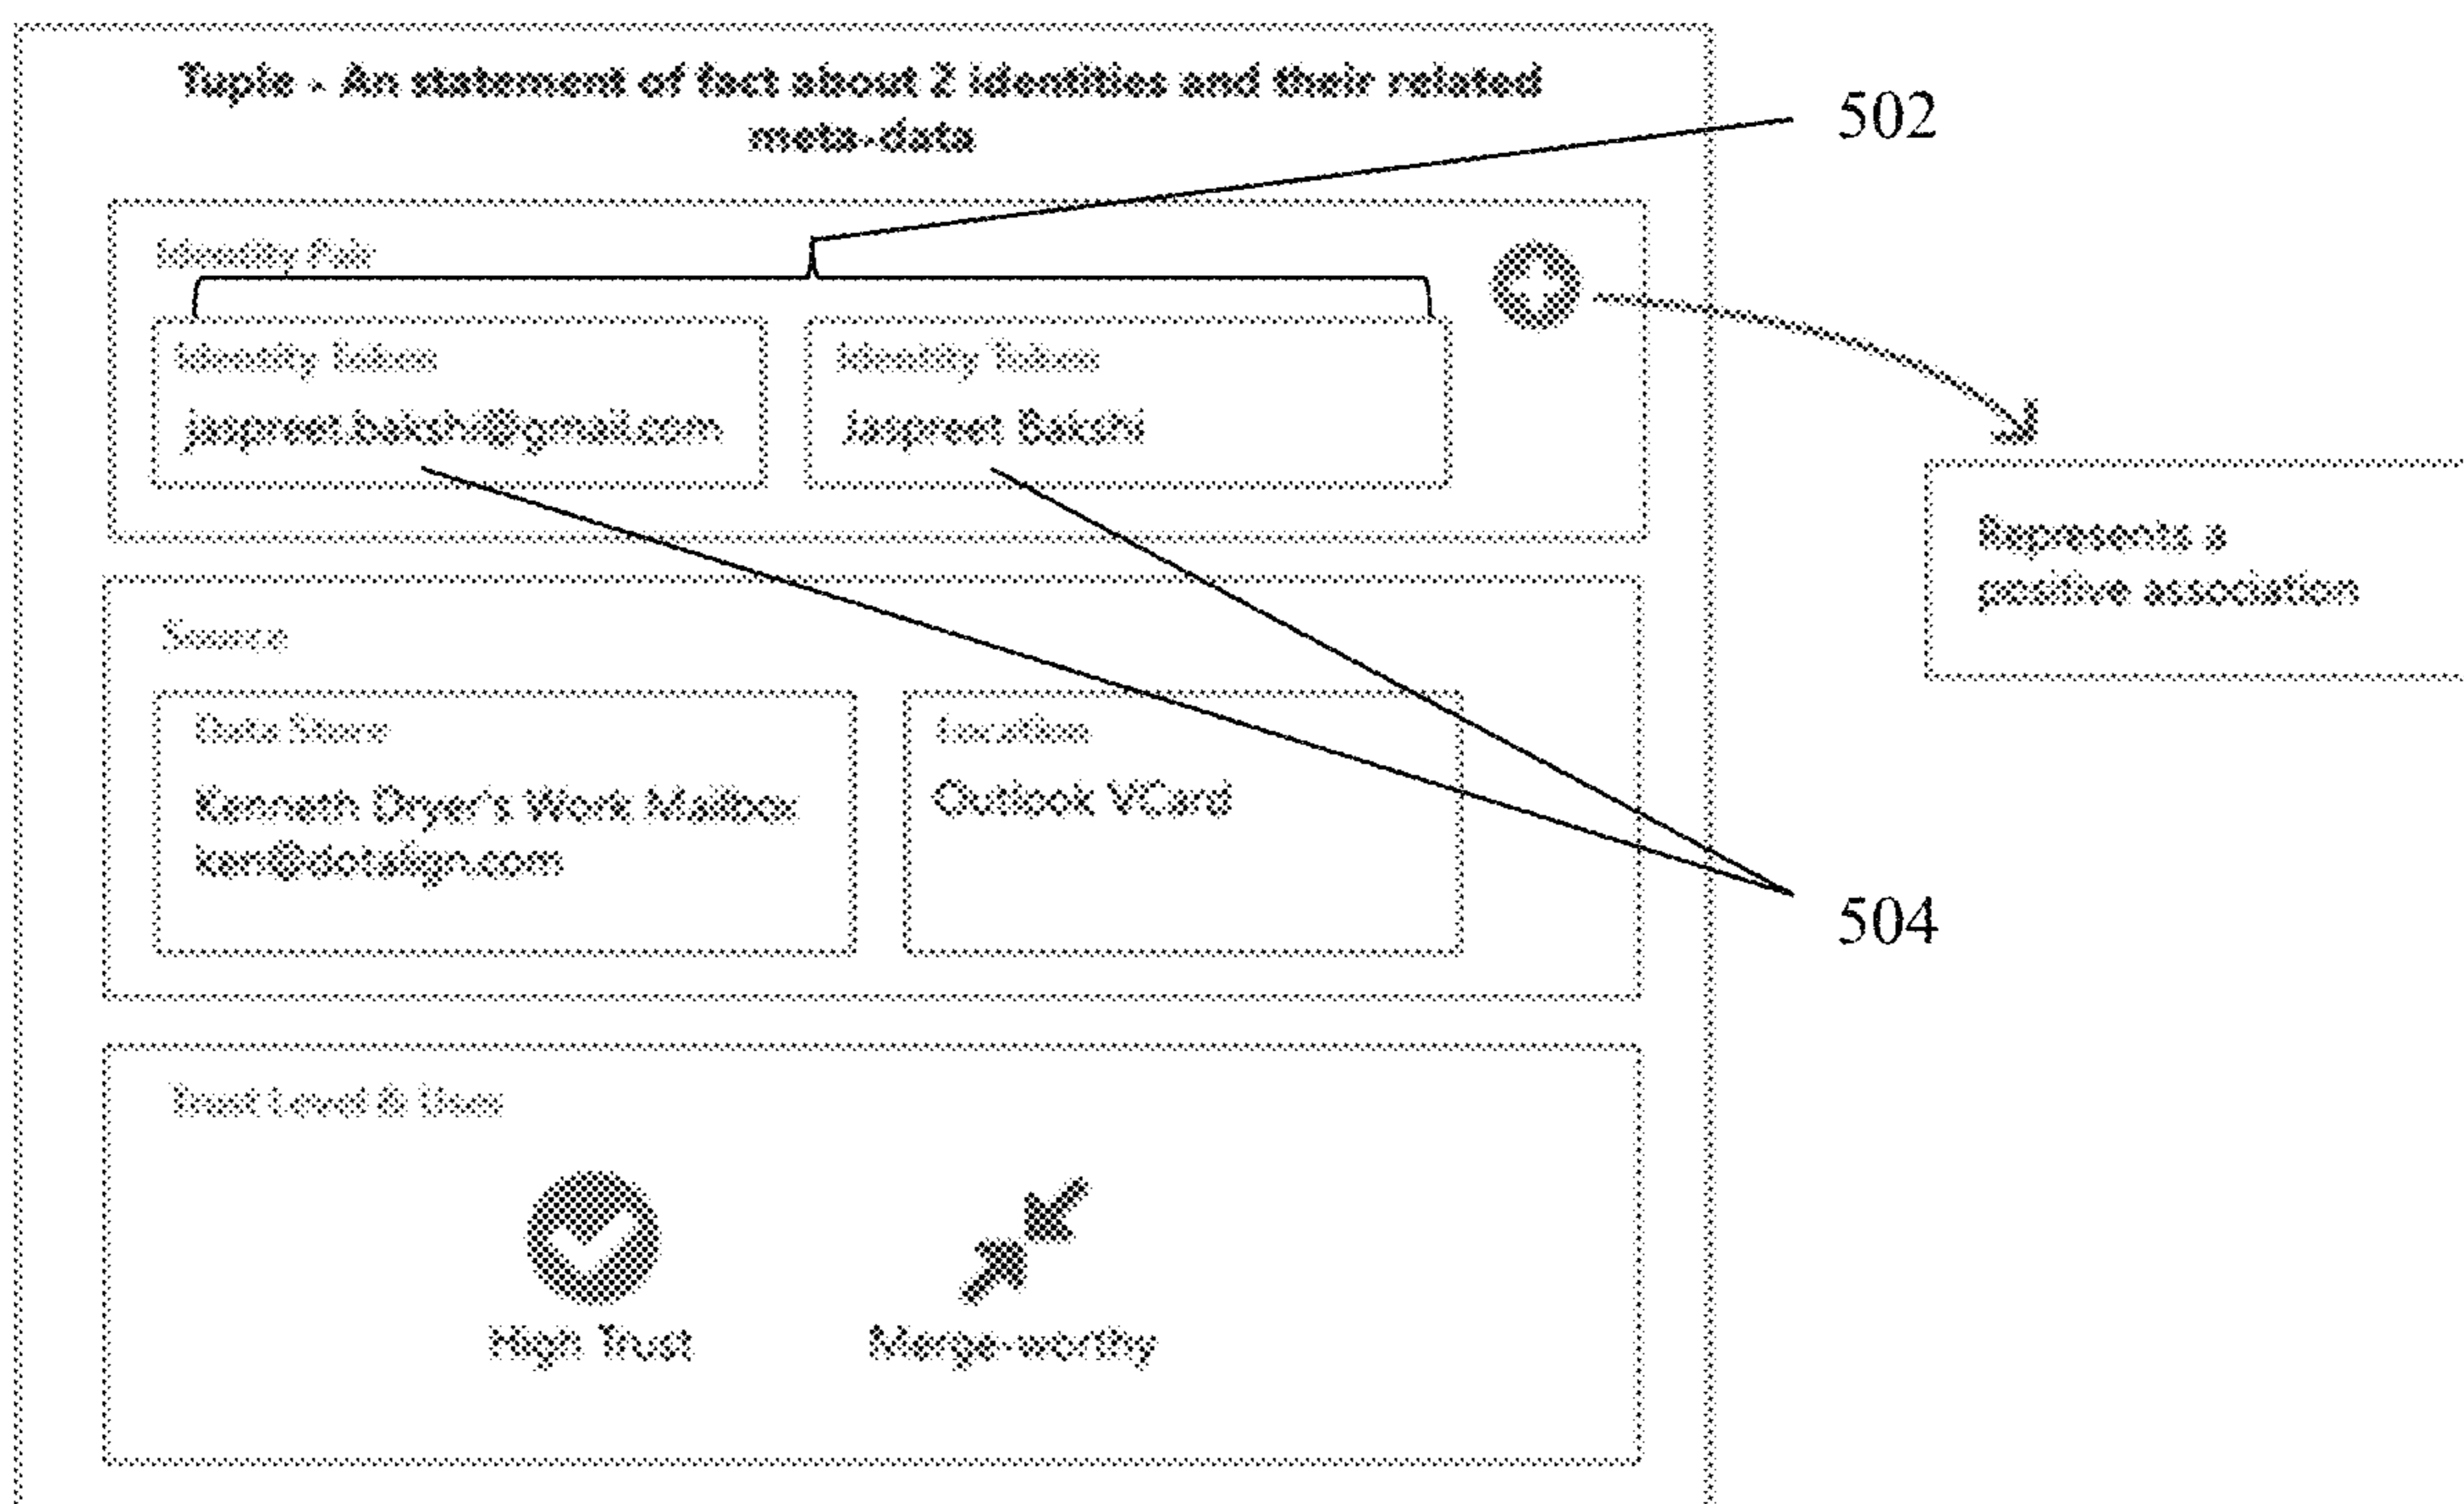 Tuple - An statement of fact about 2 identities and their related
meta-data
502
Identity Pair
Identity Token
Identity Token
jaspreet.bakshi@gmail.com
Jaspreet Bakshi
Represents a
positive association
Source
Data Share
Location
Kenneth Dryer's Work Mailbox
Outlook VCard
ken@dotalign.com
504
Trust Level & Uses
High Trust
Merge-worthy